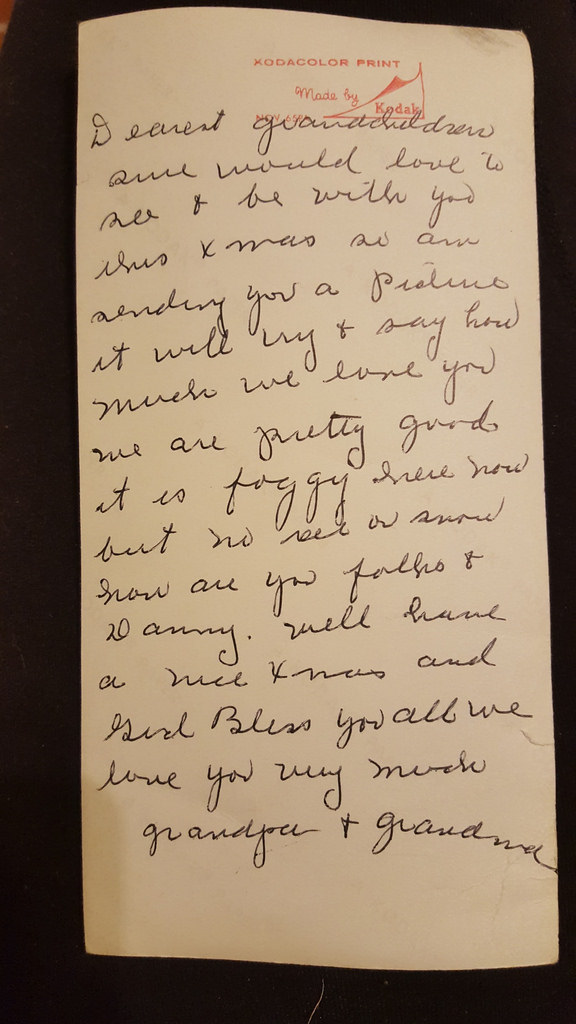 KODACOLOR PRINT
Made by
Kodak
NOV 65
Dearest grandchildren
sure would love to
see & be with you
this Xmas so am
sending you a Picture
it will try & say how
much we love you
we are pretty good
it is foggy here now
but no ice or snow
how are you folks &
Danny. well have
a nice Xmas and
God Bless you all we
love you very much
grandpa & grandma